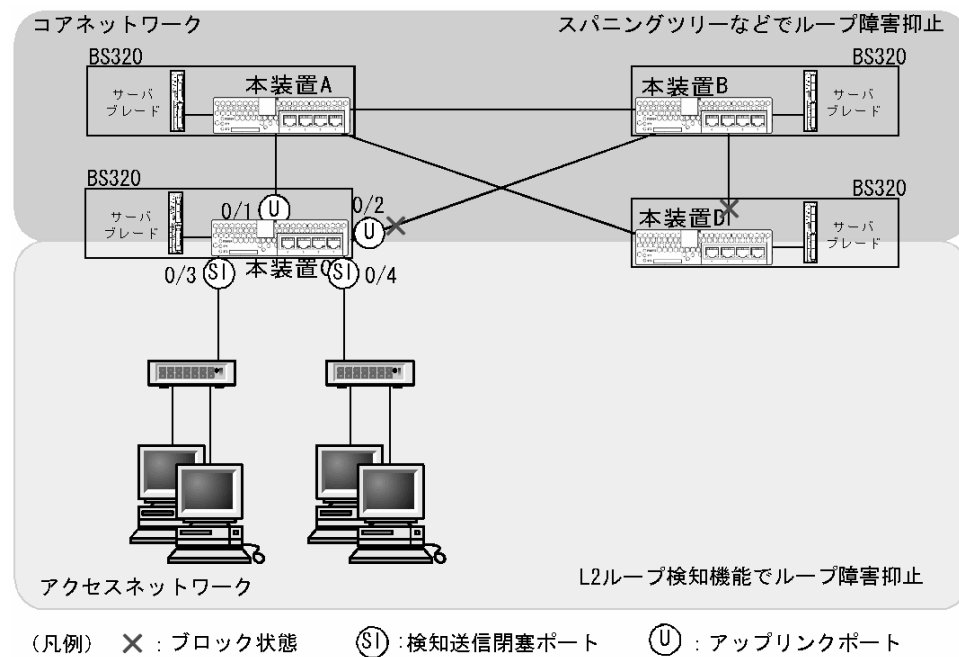 コアネットワーク
スパニングツリーなどでループ障害抑止
BS320
BS320
サーバ
ブレード
本装置A
本装置B
サーバ
ブレード
BS320
BS320
サーバ
ブレード
0/1
U
0/2
U
本装置D
サーバ
ブレード
0/3
SI
本装置C
SI
0/4
アクセスネットワーク
L2ループ検知機能でループ障害抑止
(凡例) ×:ブロック状態 SI:検知送信閉塞ポート U:アップリンクポート